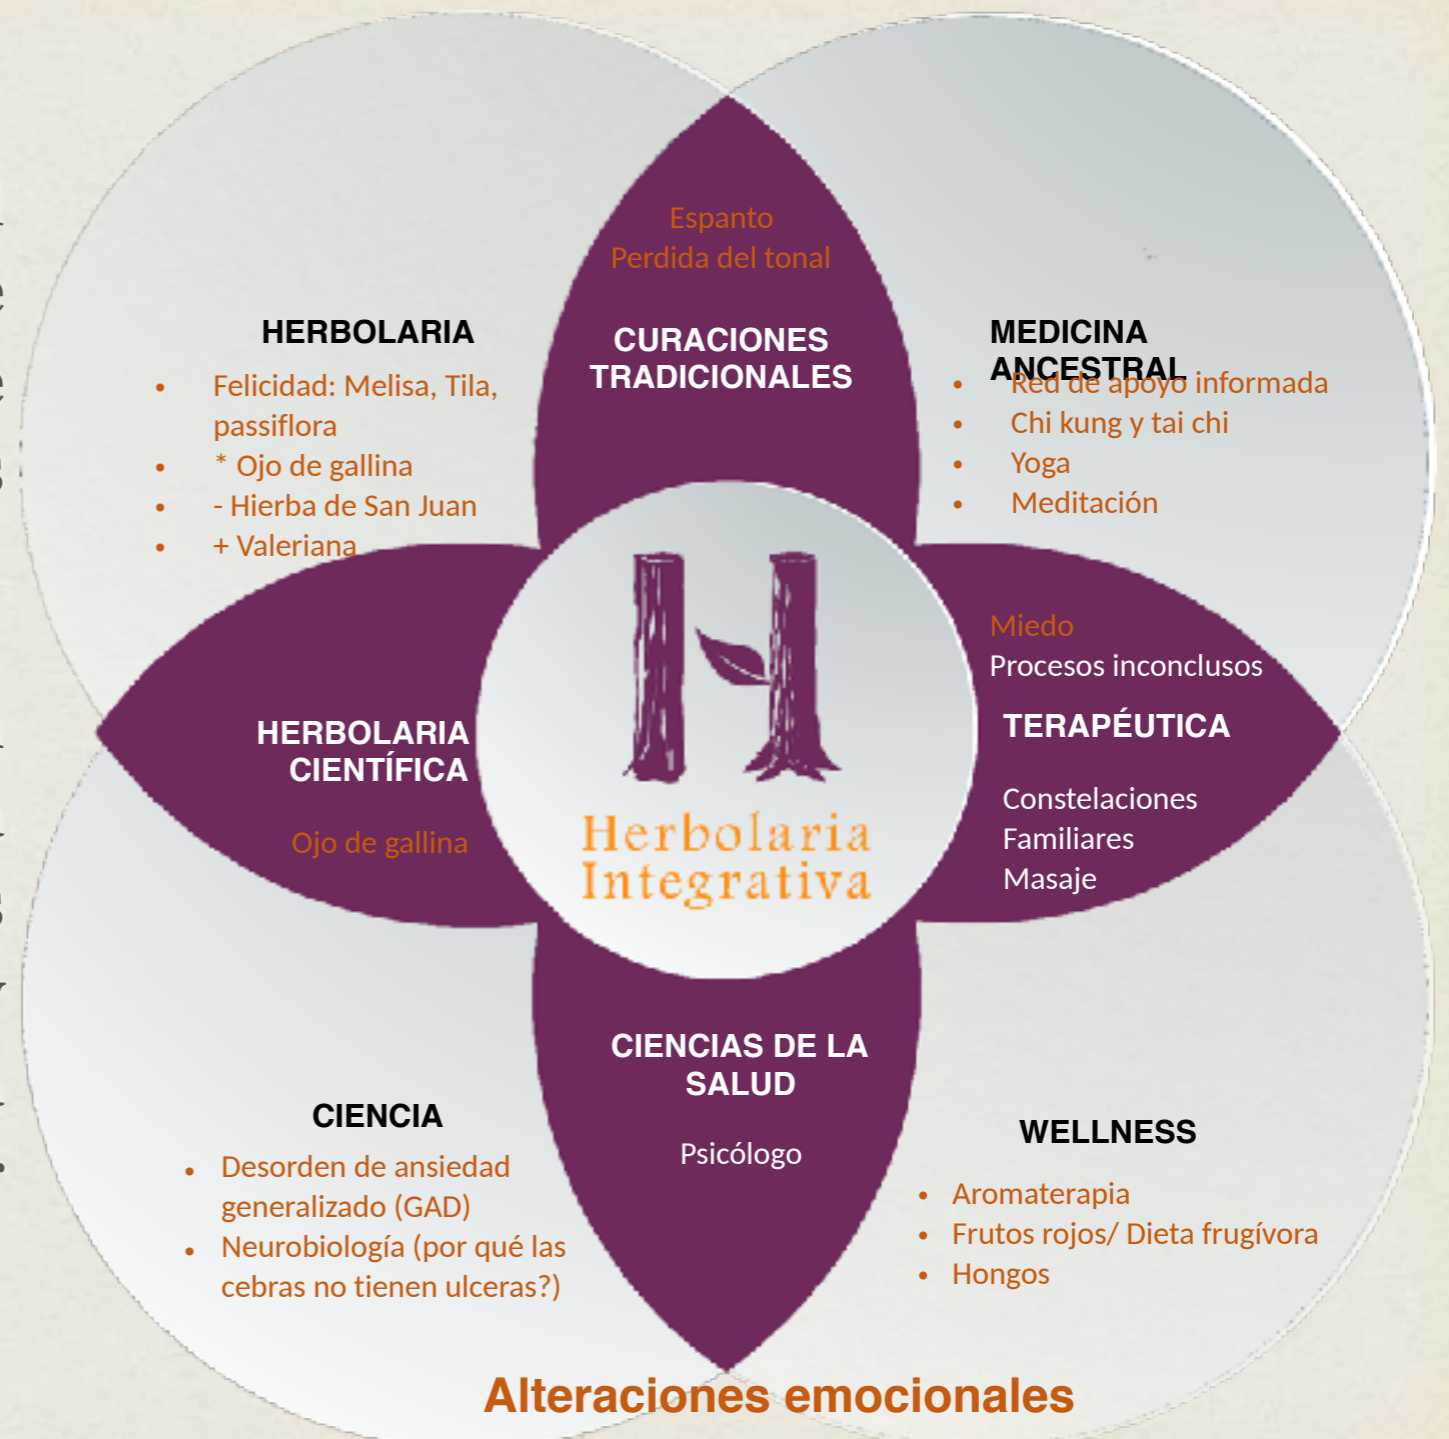 Espanto
Perdida del tonal
CURACIONES
TRADICIONALES
HERBOLARIA
• Felicidad: Melisa, Tila,
passiflora
• * Ojo de gallina
• - Hierba de San Juan
• + Valeriana
MEDICINA
ANCESTRAL
• Red de apoyo informada
• Chi kung y tai chi
• Yoga
• Meditación
Miedo
Procesos inconclusos
TERAPÉUTICA
Constelaciones
Familiares
Masaje
HERBOLARIA
CIENTÍFICA
Ojo de gallina
Herbolaria
Integrativa
CIENCIAS DE LA
SALUD
Psicólogo
CIENCIA
• Desorden de ansiedad
generalizado (GAD)
• Neurobiología (por qué las
cebras no tienen ulceras?)
WELLNESS
• Aromaterapia
• Frutos rojos/ Dieta frugívora
• Hongos
Alteraciones emocionales